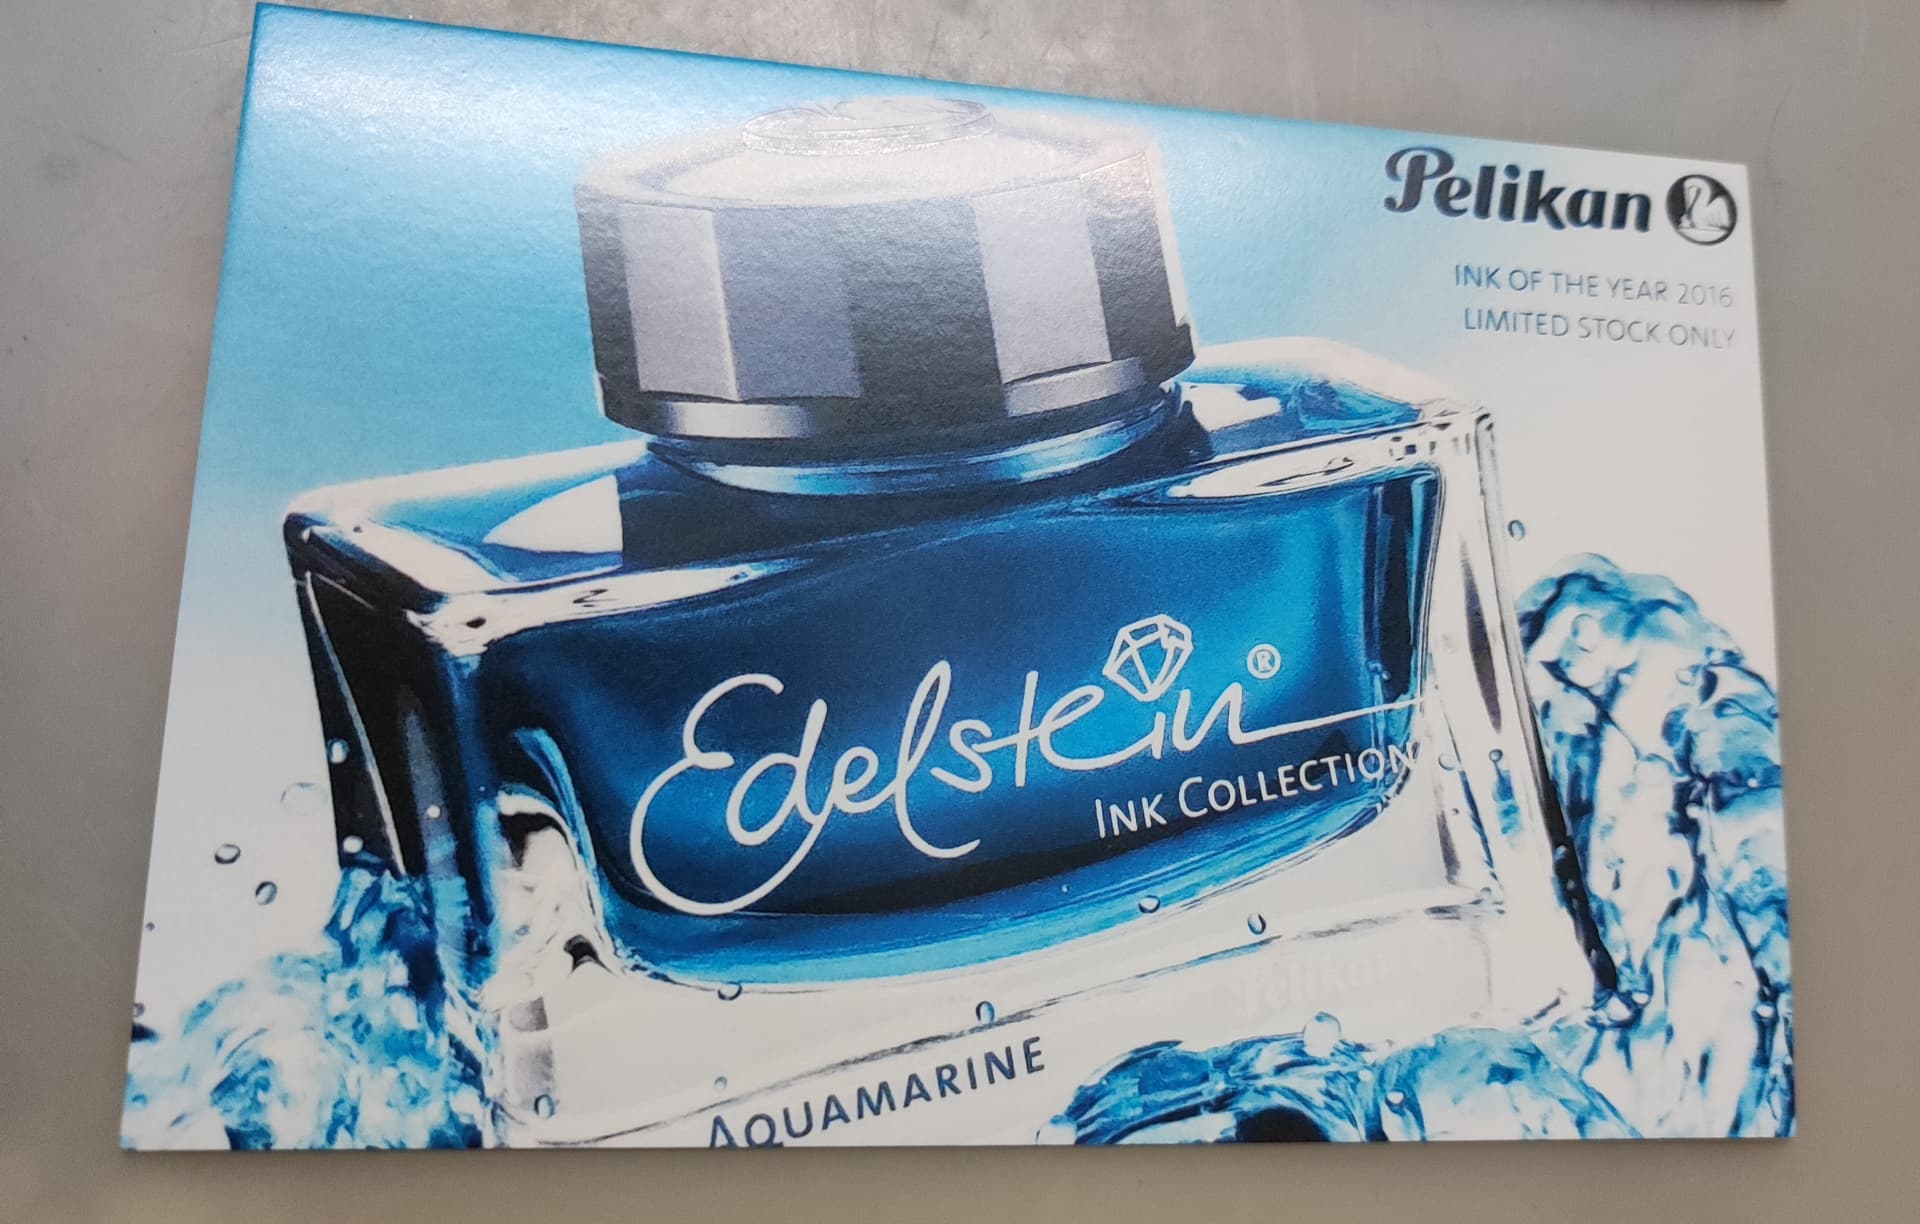 Pelikan
INK OF THE YEAR 2016
LIMITED STOCK ONLY
Edelstein®
INK COLLECTION
AQUAMARINE